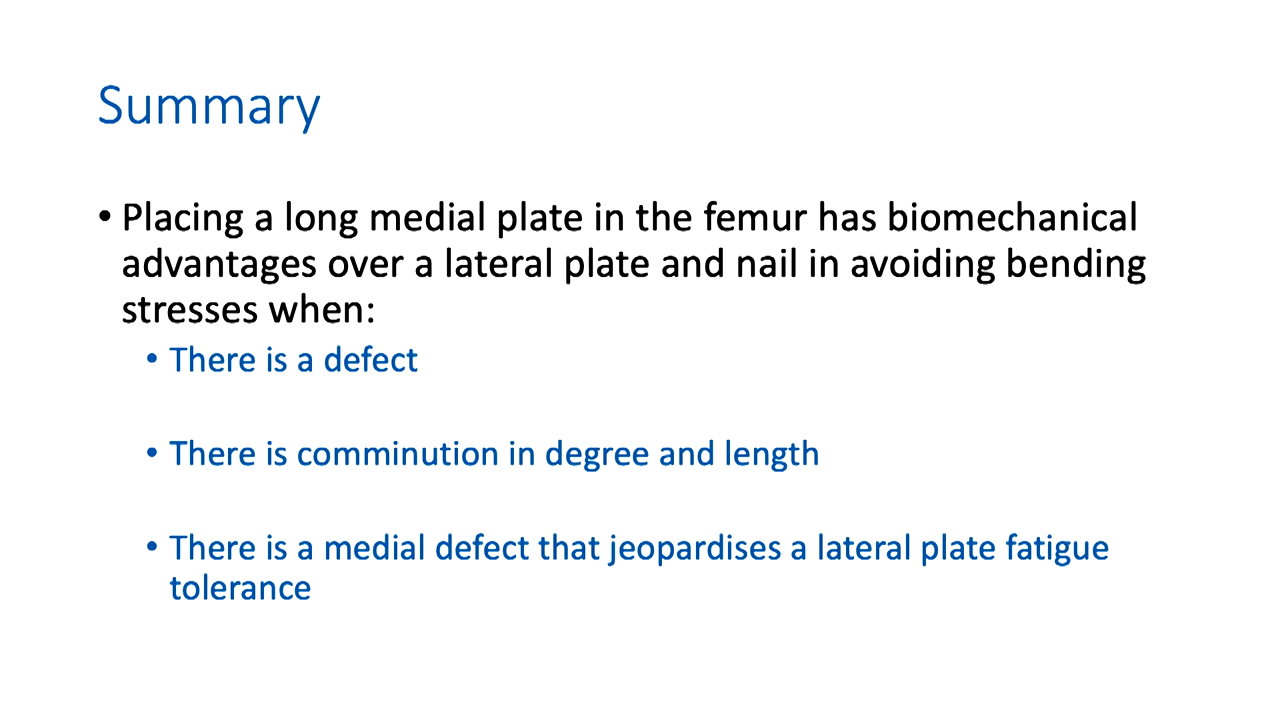 Summary
• Placing a long medial plate in the femur has biomechanical
advantages over a lateral plate and nail in avoiding bending
stresses when:
• There is a defect
• There is comminution in degree and length
• There is a medial defect that jeopardises a lateral plate fatigue
tolerance